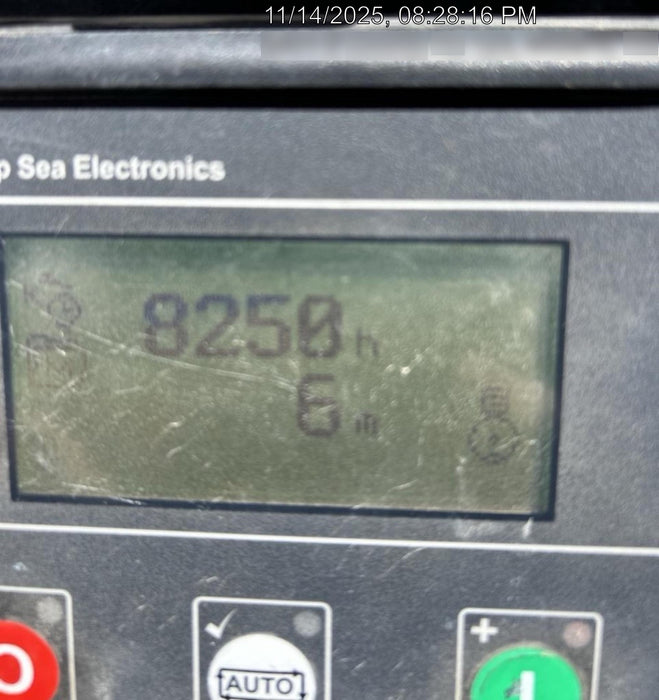 11/14/2025, 08:28:16 PM
p Sea Electronics
8250 h
6 m
AUTO